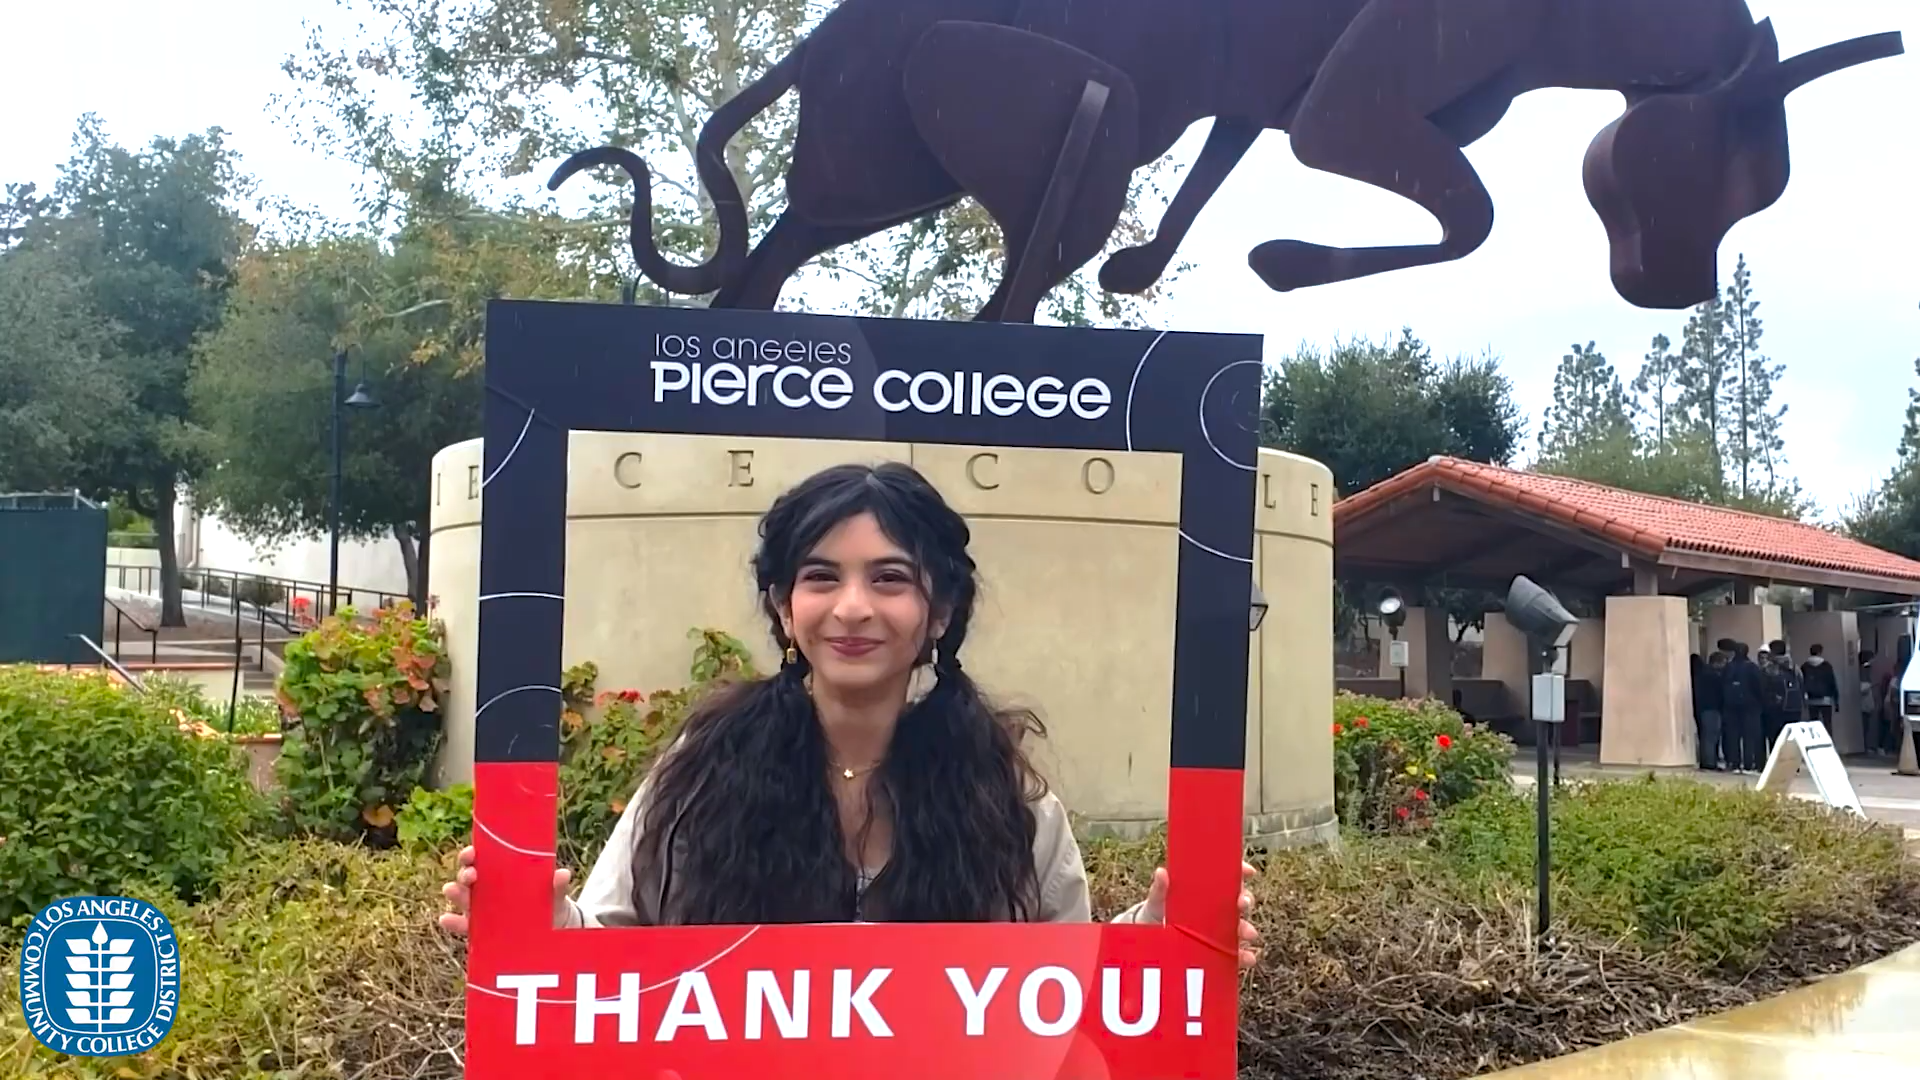 los angeles
Pierce College
I E C E C O L E
THANK YOU!
LOS ANGELES
COMMUNITY COLLEGE DISTRICT